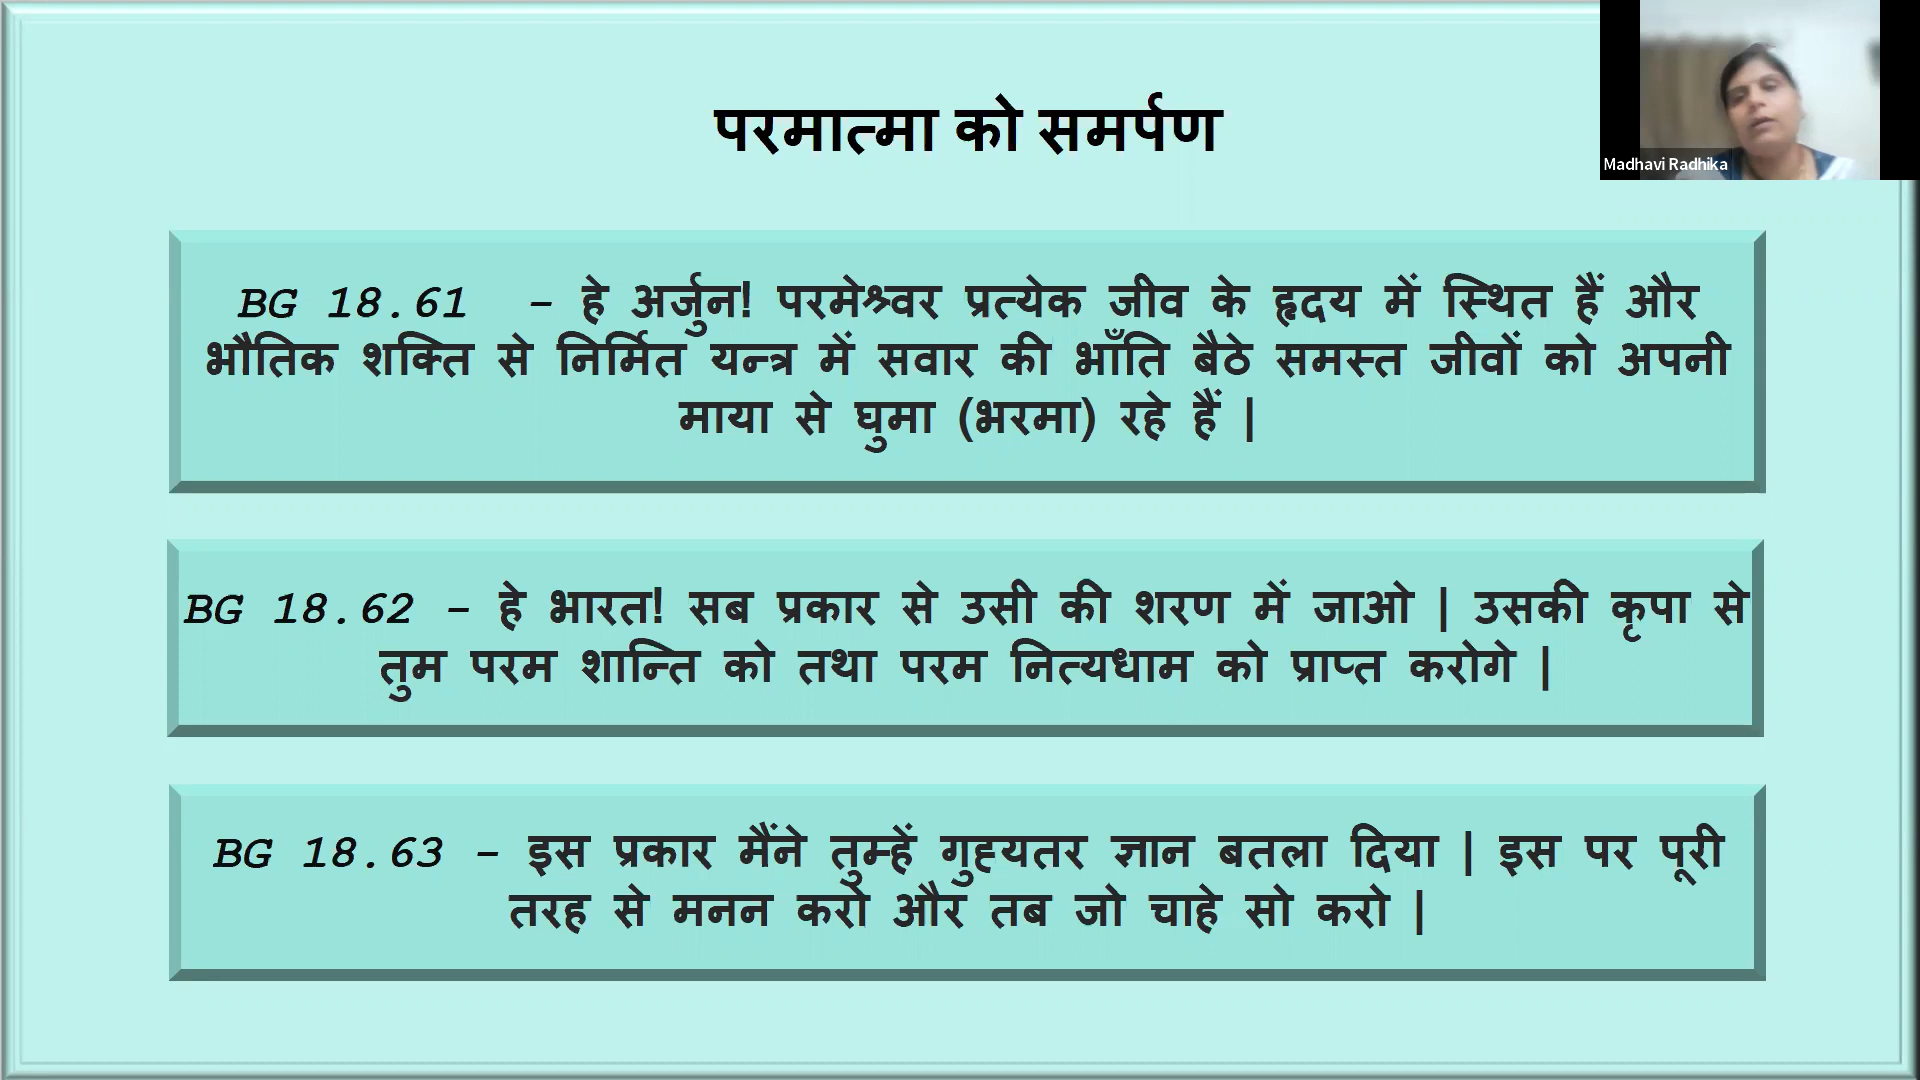 परमात्मा को समर्पण
Madhavi Radhika
BG 18.61 – हे अर्जुन! परमेश्र्वर प्रत्येक जीव के हृदय में स्थित हैं और
भौतिक शक्ति से निर्मित यन्त्र में सवार की भाँति बैठे समस्त जीवों को अपनी
माया से घुमा (भरमा) रहे हैं |
BG 18.62 – हे भारत! सब प्रकार से उसी की शरण में जाओ | उसकी कृपा से
तुम परम शान्ति को तथा परम नित्यधाम को प्राप्त करोगे |
BG 18.63 – इस प्रकार मैंने तुम्हें गुह्यतर ज्ञान बतला दिया | इस पर पूरी
तरह से मनन करो और तब जो चाहे सो करो |